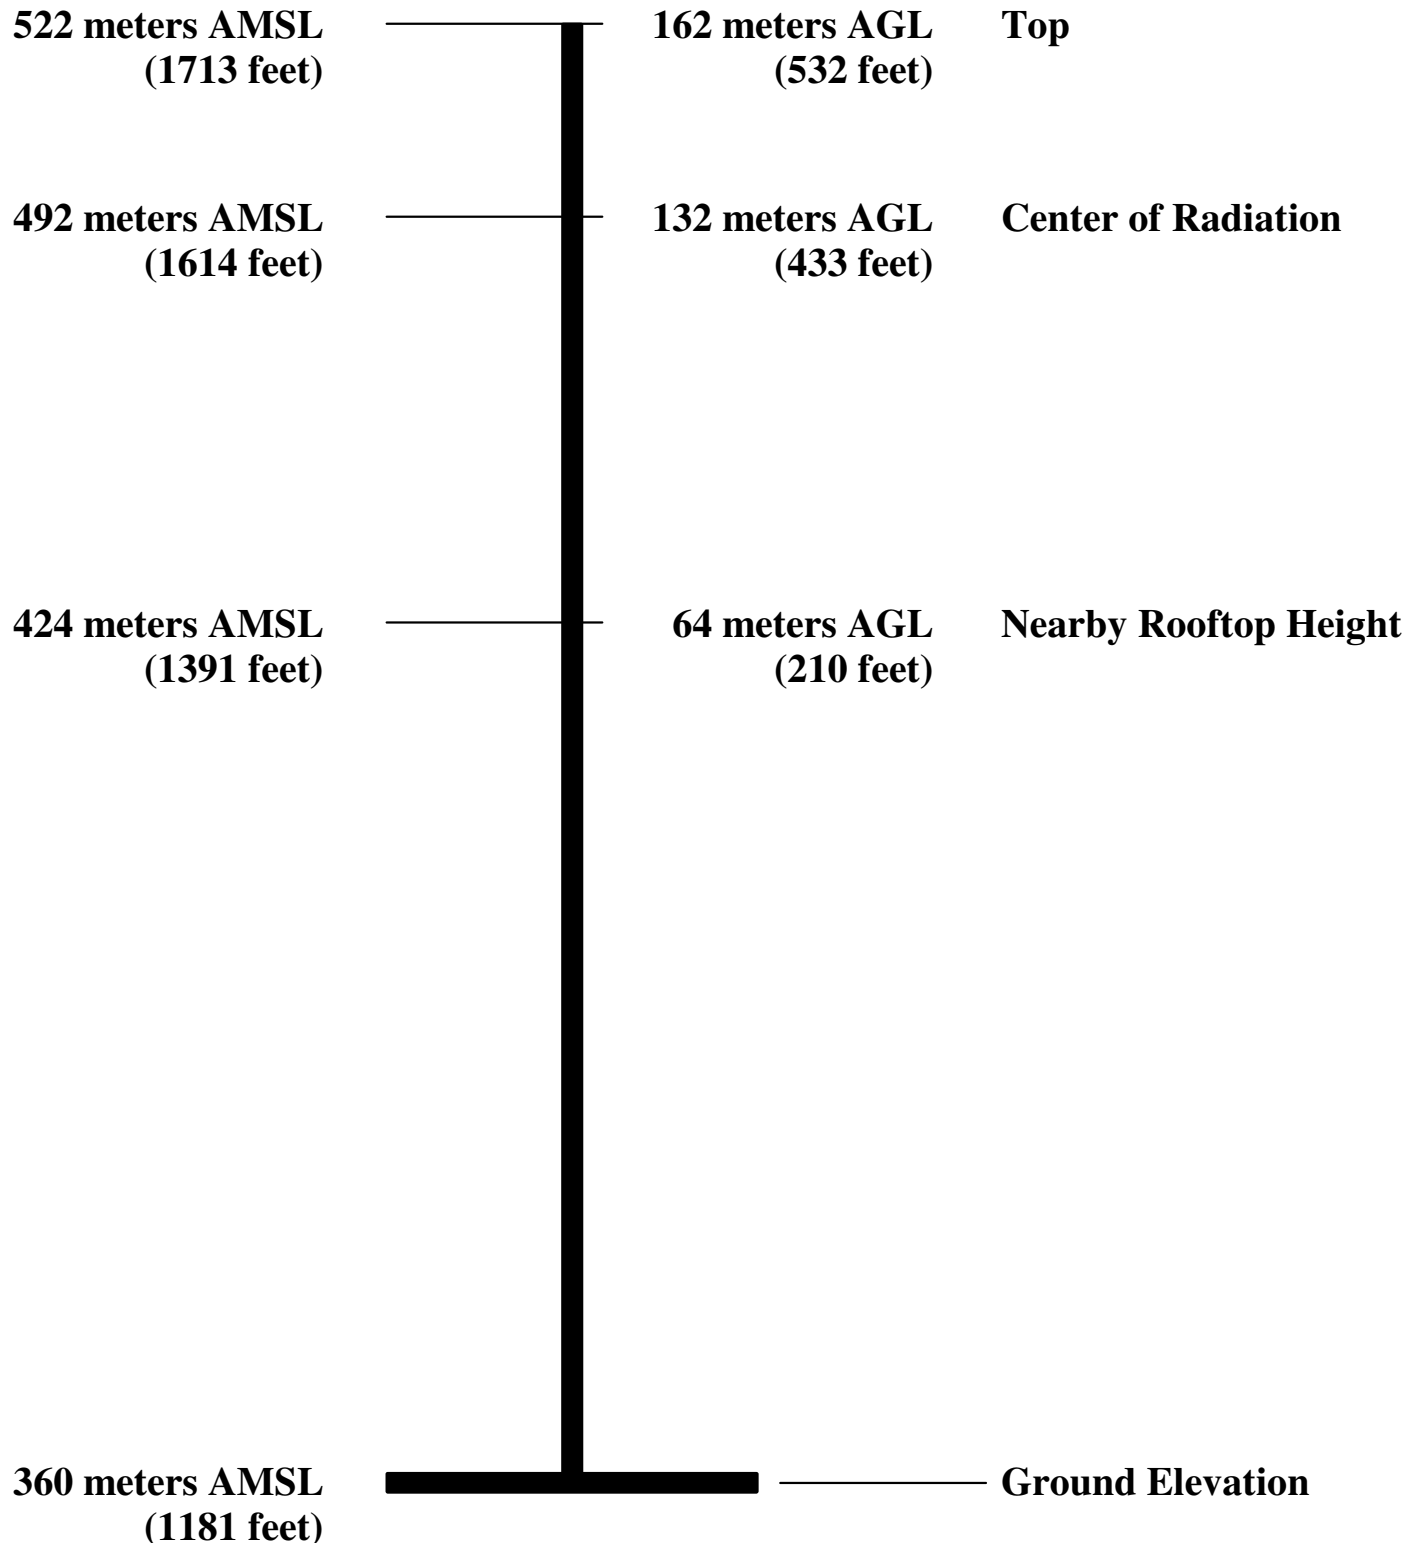 522 meters AMSL 162 meters AGL Top
(1713 feet) (532 feet)
492 meters AMSL 132 meters AGL Center of Radiation
(1614 feet) (433 feet)
424 meters AMSL 64 meters AGL Nearby Rooftop Height
(1391 feet) (210 feet)
360 meters AMSL Ground Elevation
(1181 feet)